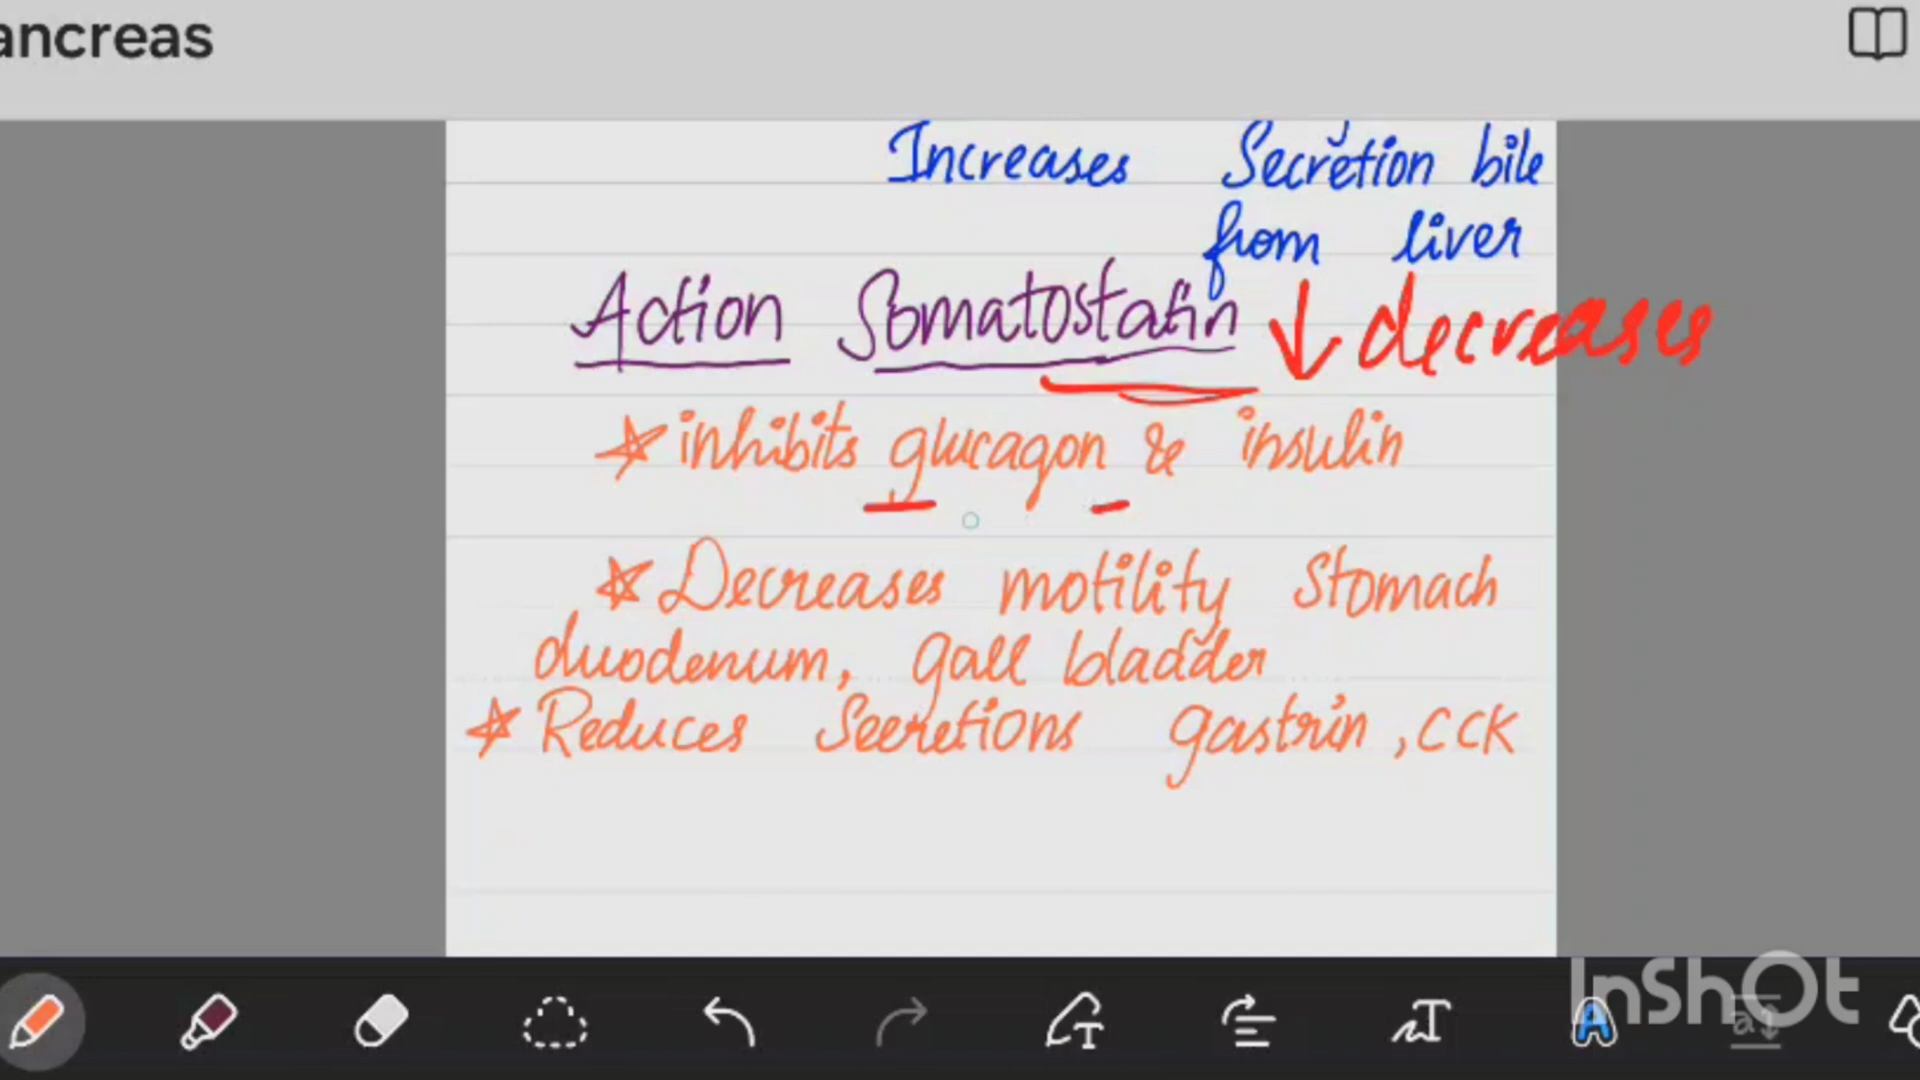 ancreas
Increases Secretion bile
from liver
Action Somatostatin ↓ decreases
☆ inhibits glucagon & insulin
☆ Decreases motility Stomach
duodenum, gall bladder
☆ Reduces Secretions gastrin, CCK
InShOt